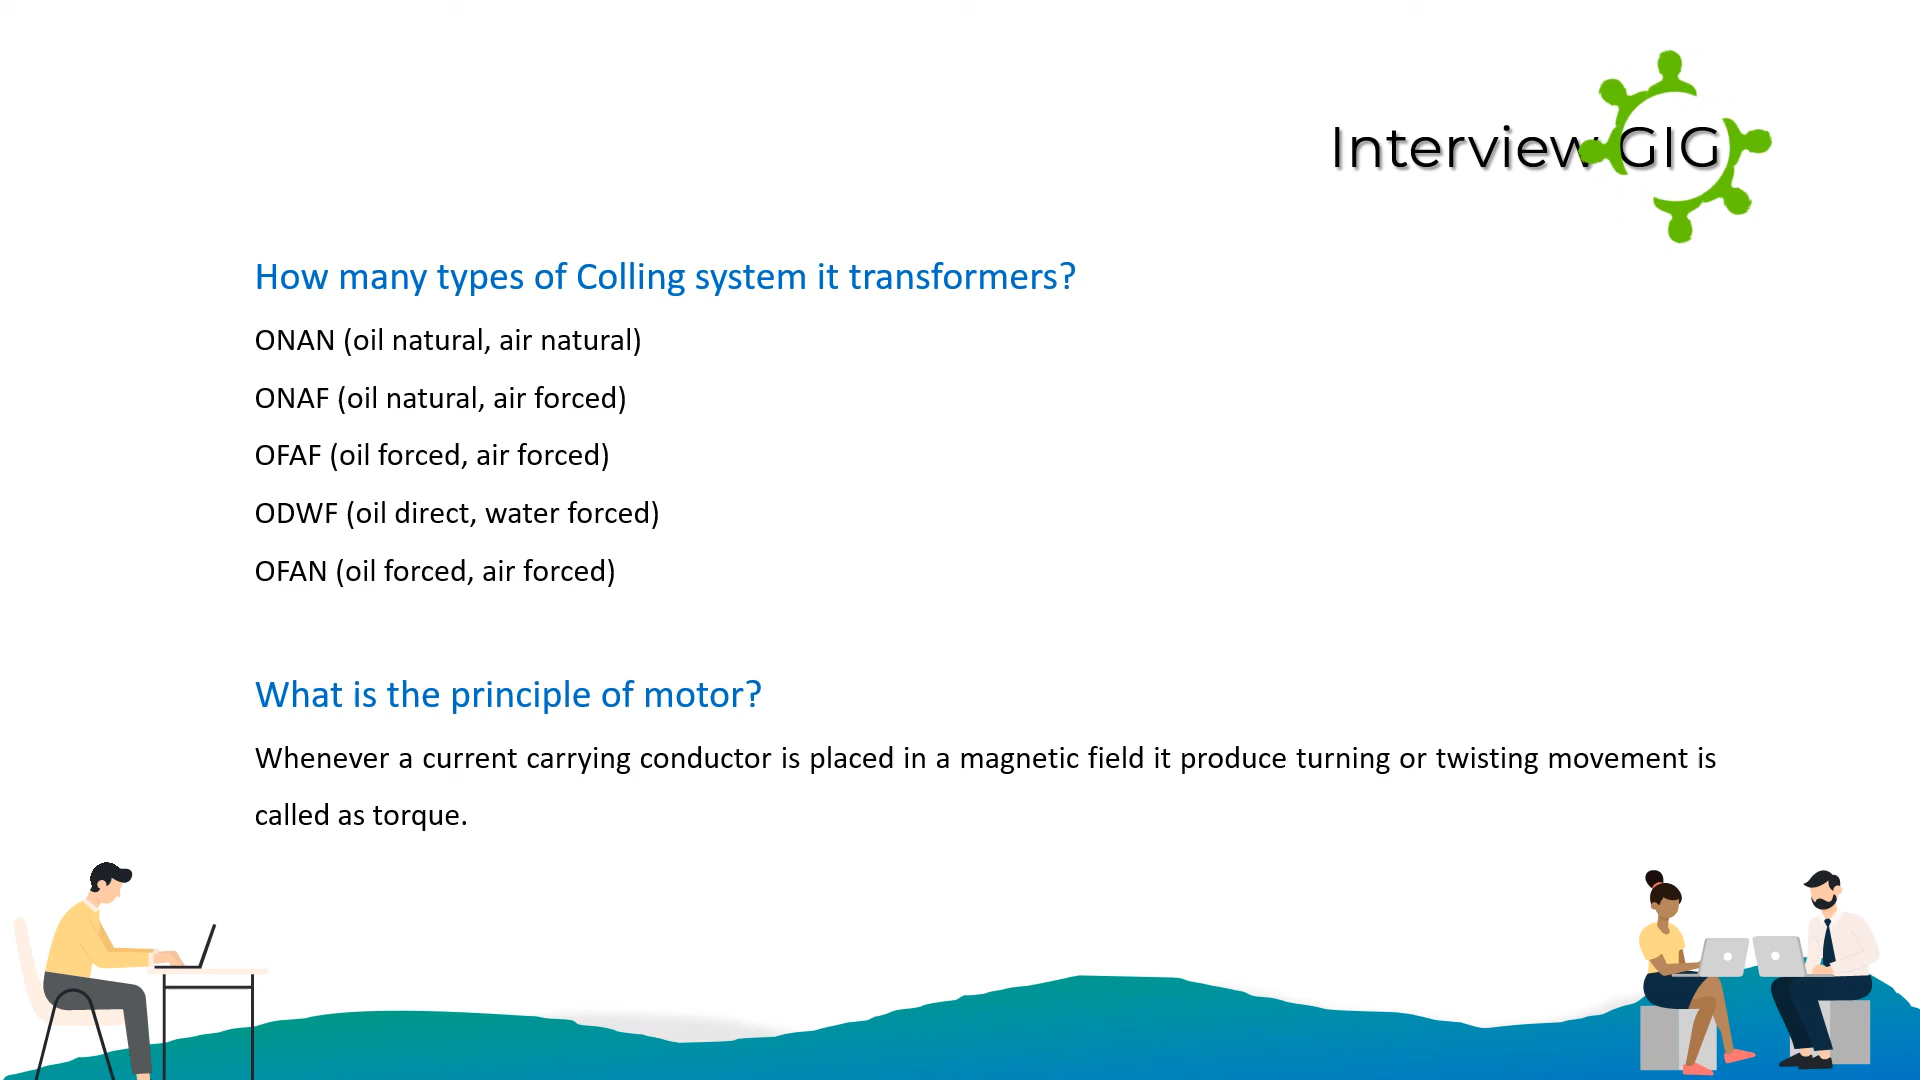 Interview GIG
How many types of Colling system it transformers?
ONAN (oil natural, air natural)
ONAF (oil natural, air forced)
OFAF (oil forced, air forced)
ODWF (oil direct, water forced)
OFAN (oil forced, air forced)
What is the principle of motor?
Whenever a current carrying conductor is placed in a magnetic field it produce turning or twisting movement is
called as torque.